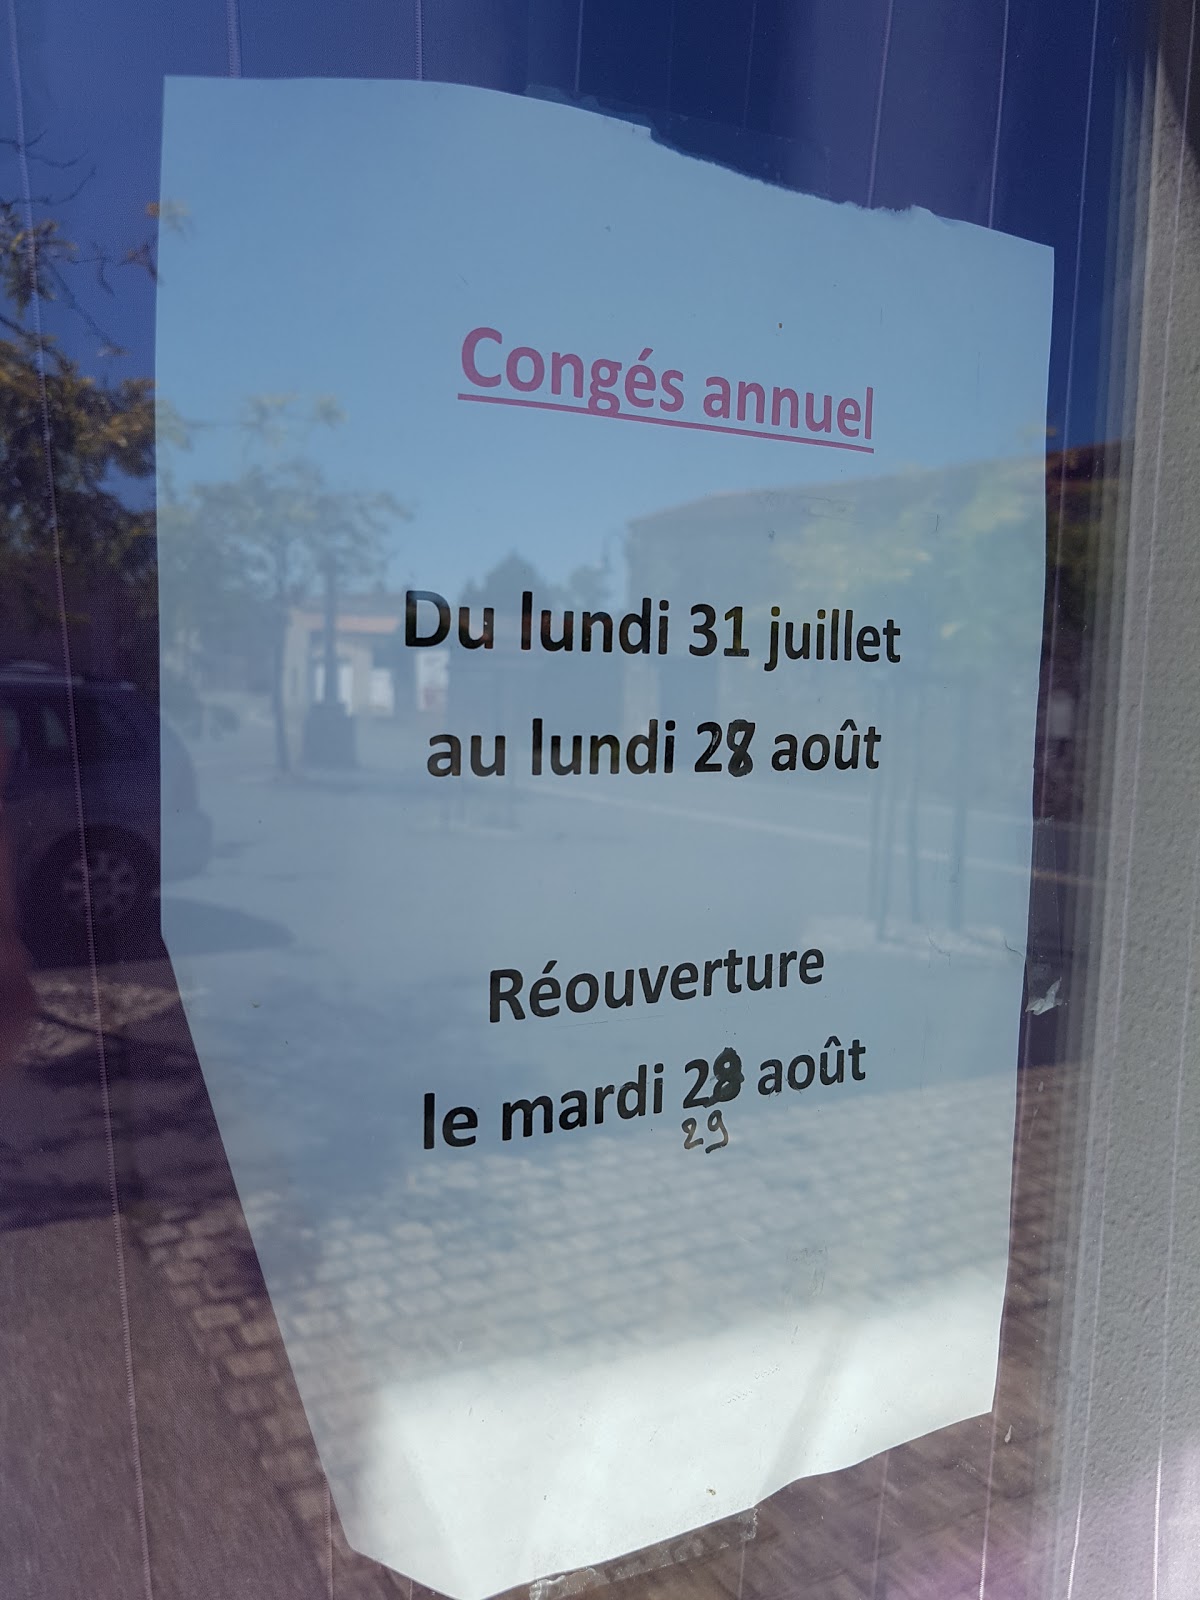 Congés annuel
Du lundi 31 juillet
au lundi 28 août
Réouverture
le mardi 28 août
29